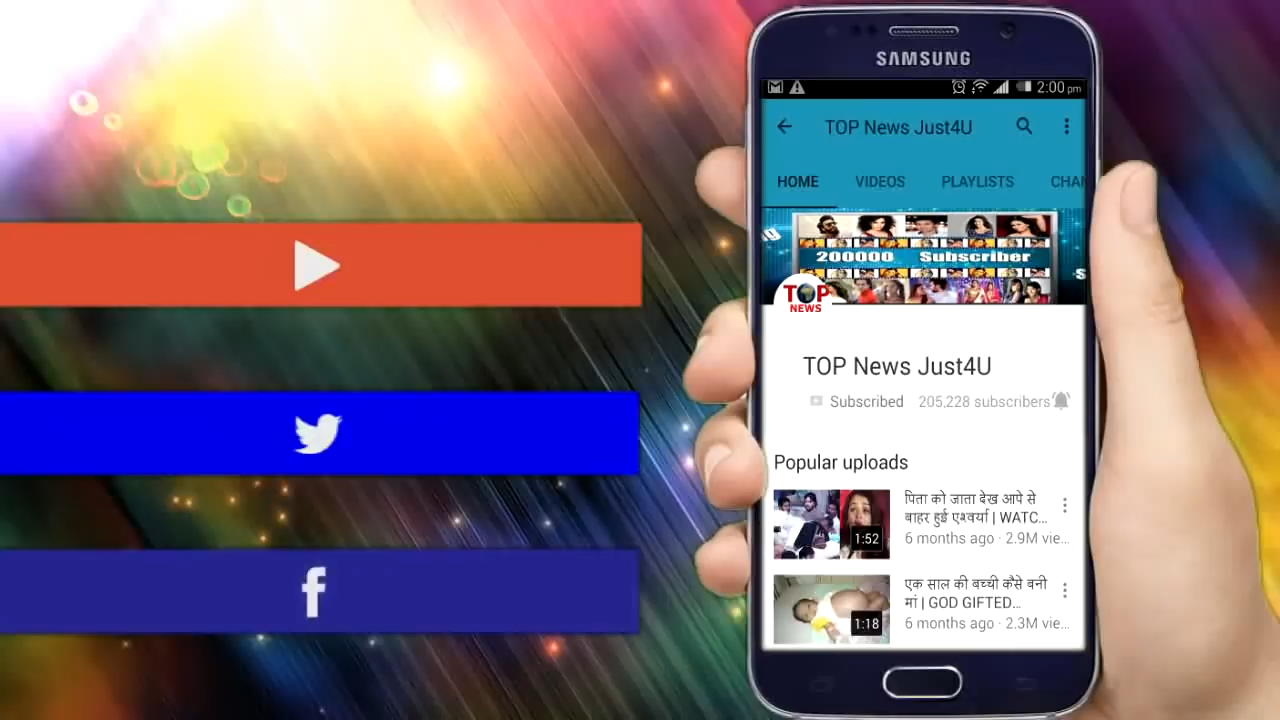 SAMSUNG
2:00 pm
TOP News Just4U
HOME VIDEOS PLAYLISTS CHAN
200000 Subscriber
TOP
NEWS
TOP News Just4U
Subscribed 205,228 subscribers
Popular uploads
पिता को जाता देख आपे से
बाहर हुई एश्वर्या | WATC...
6 months ago · 2.9M vie...
1:52
एक साल की बच्ची कैसे बनी
मां | GOD GIFTED...
6 months ago · 2.3M vie...
1:18